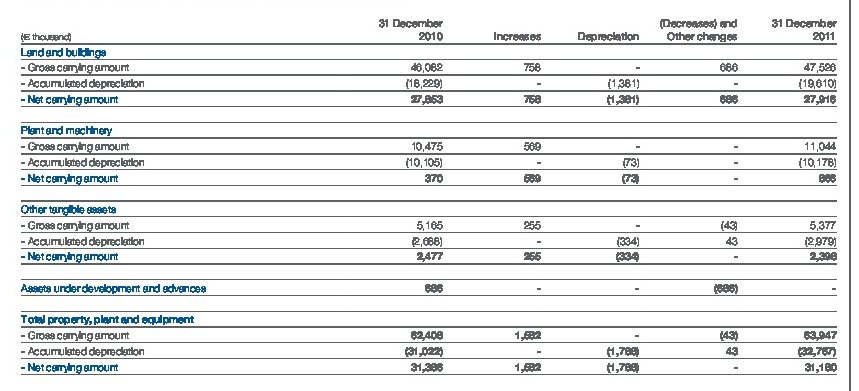 31 December (Decreases) and 31 December
(€ thousand) 2010 Increases Depreciation Other changes 2011
Land and buildings
- Gross carrying amount 46,082 758 - 686 47,526
- Accumulated depreciation (18,229) - (1,381) - (19,610)
- Net carrying amount 27,853 758 (1,381) 686 27,916
Plant and machinery
- Gross carrying amount 10,475 569 - - 11,044
- Accumulated depreciation (10,105) - (73) - (10,178)
- Net carrying amount 370 569 (73) - 866
Other tangible assets
- Gross carrying amount 5,165 255 - (43) 5,377
- Accumulated depreciation (2,688) - (334) 43 (2,979)
- Net carrying amount 2,477 255 (334) - 2,398
Assets under development and advances 686 - - (686) -
Total property, plant and equipment
- Gross carrying amount 62,408 1,582 - (43) 63,947
- Accumulated depreciation (31,022) - (1,788) 43 (32,767)
- Net carrying amount 31,386 1,582 (1,788) - 31,180